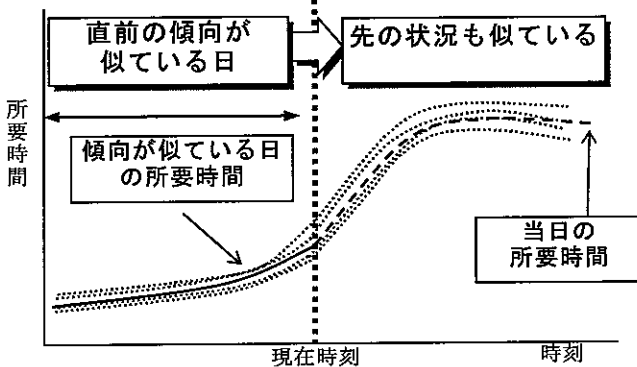 直前の傾向が
似ている日
先の状況も似ている
所要時間
傾向が似ている日
の所要時間
当日の
所要時間
現在時刻
時刻